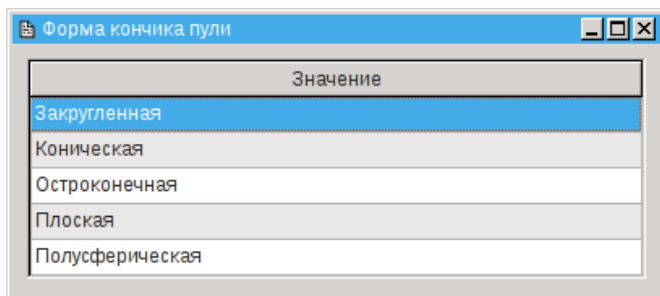 Форма кончика пули
Значение
Закругленная
Коническая
Остроконечная
Плоская
Полусферическая